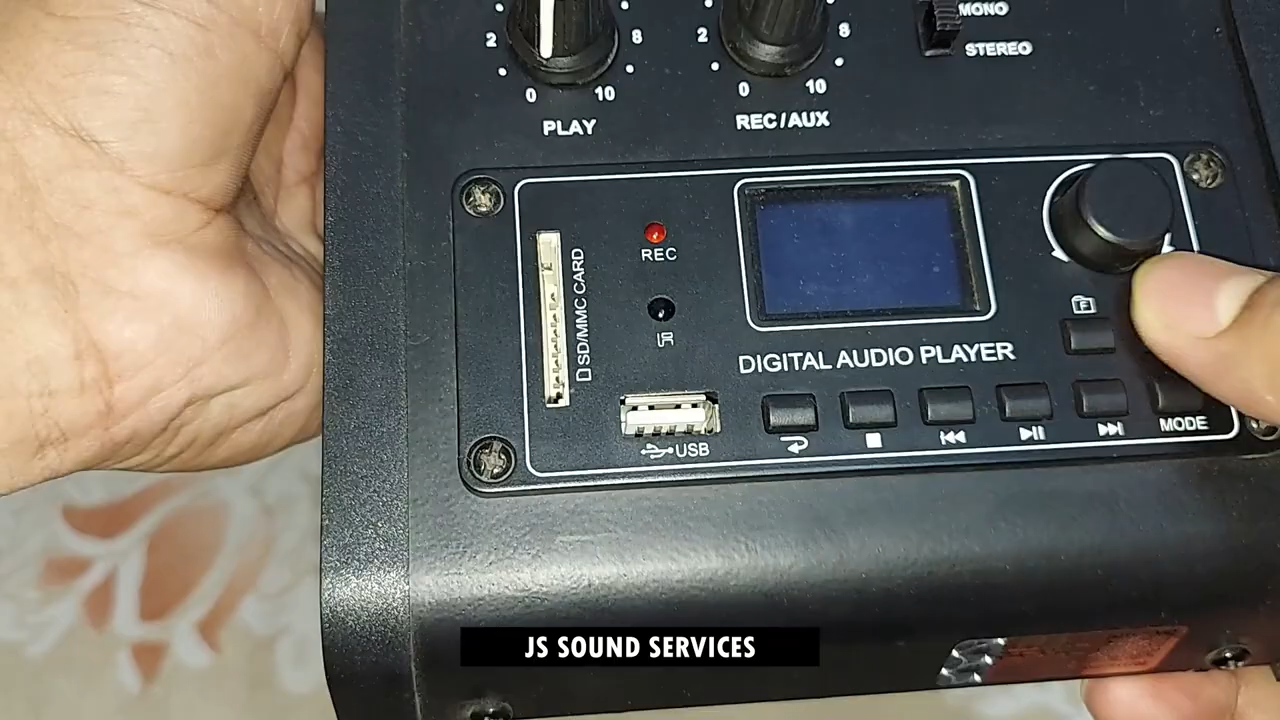 MONO
STEREO
2
8
0
10
PLAY
2
8
0
10
REC/AUX
SD/MMC CARD
REC
IR
F
DIGITAL AUDIO PLAYER
USB
MODE
JS SOUND SERVICES